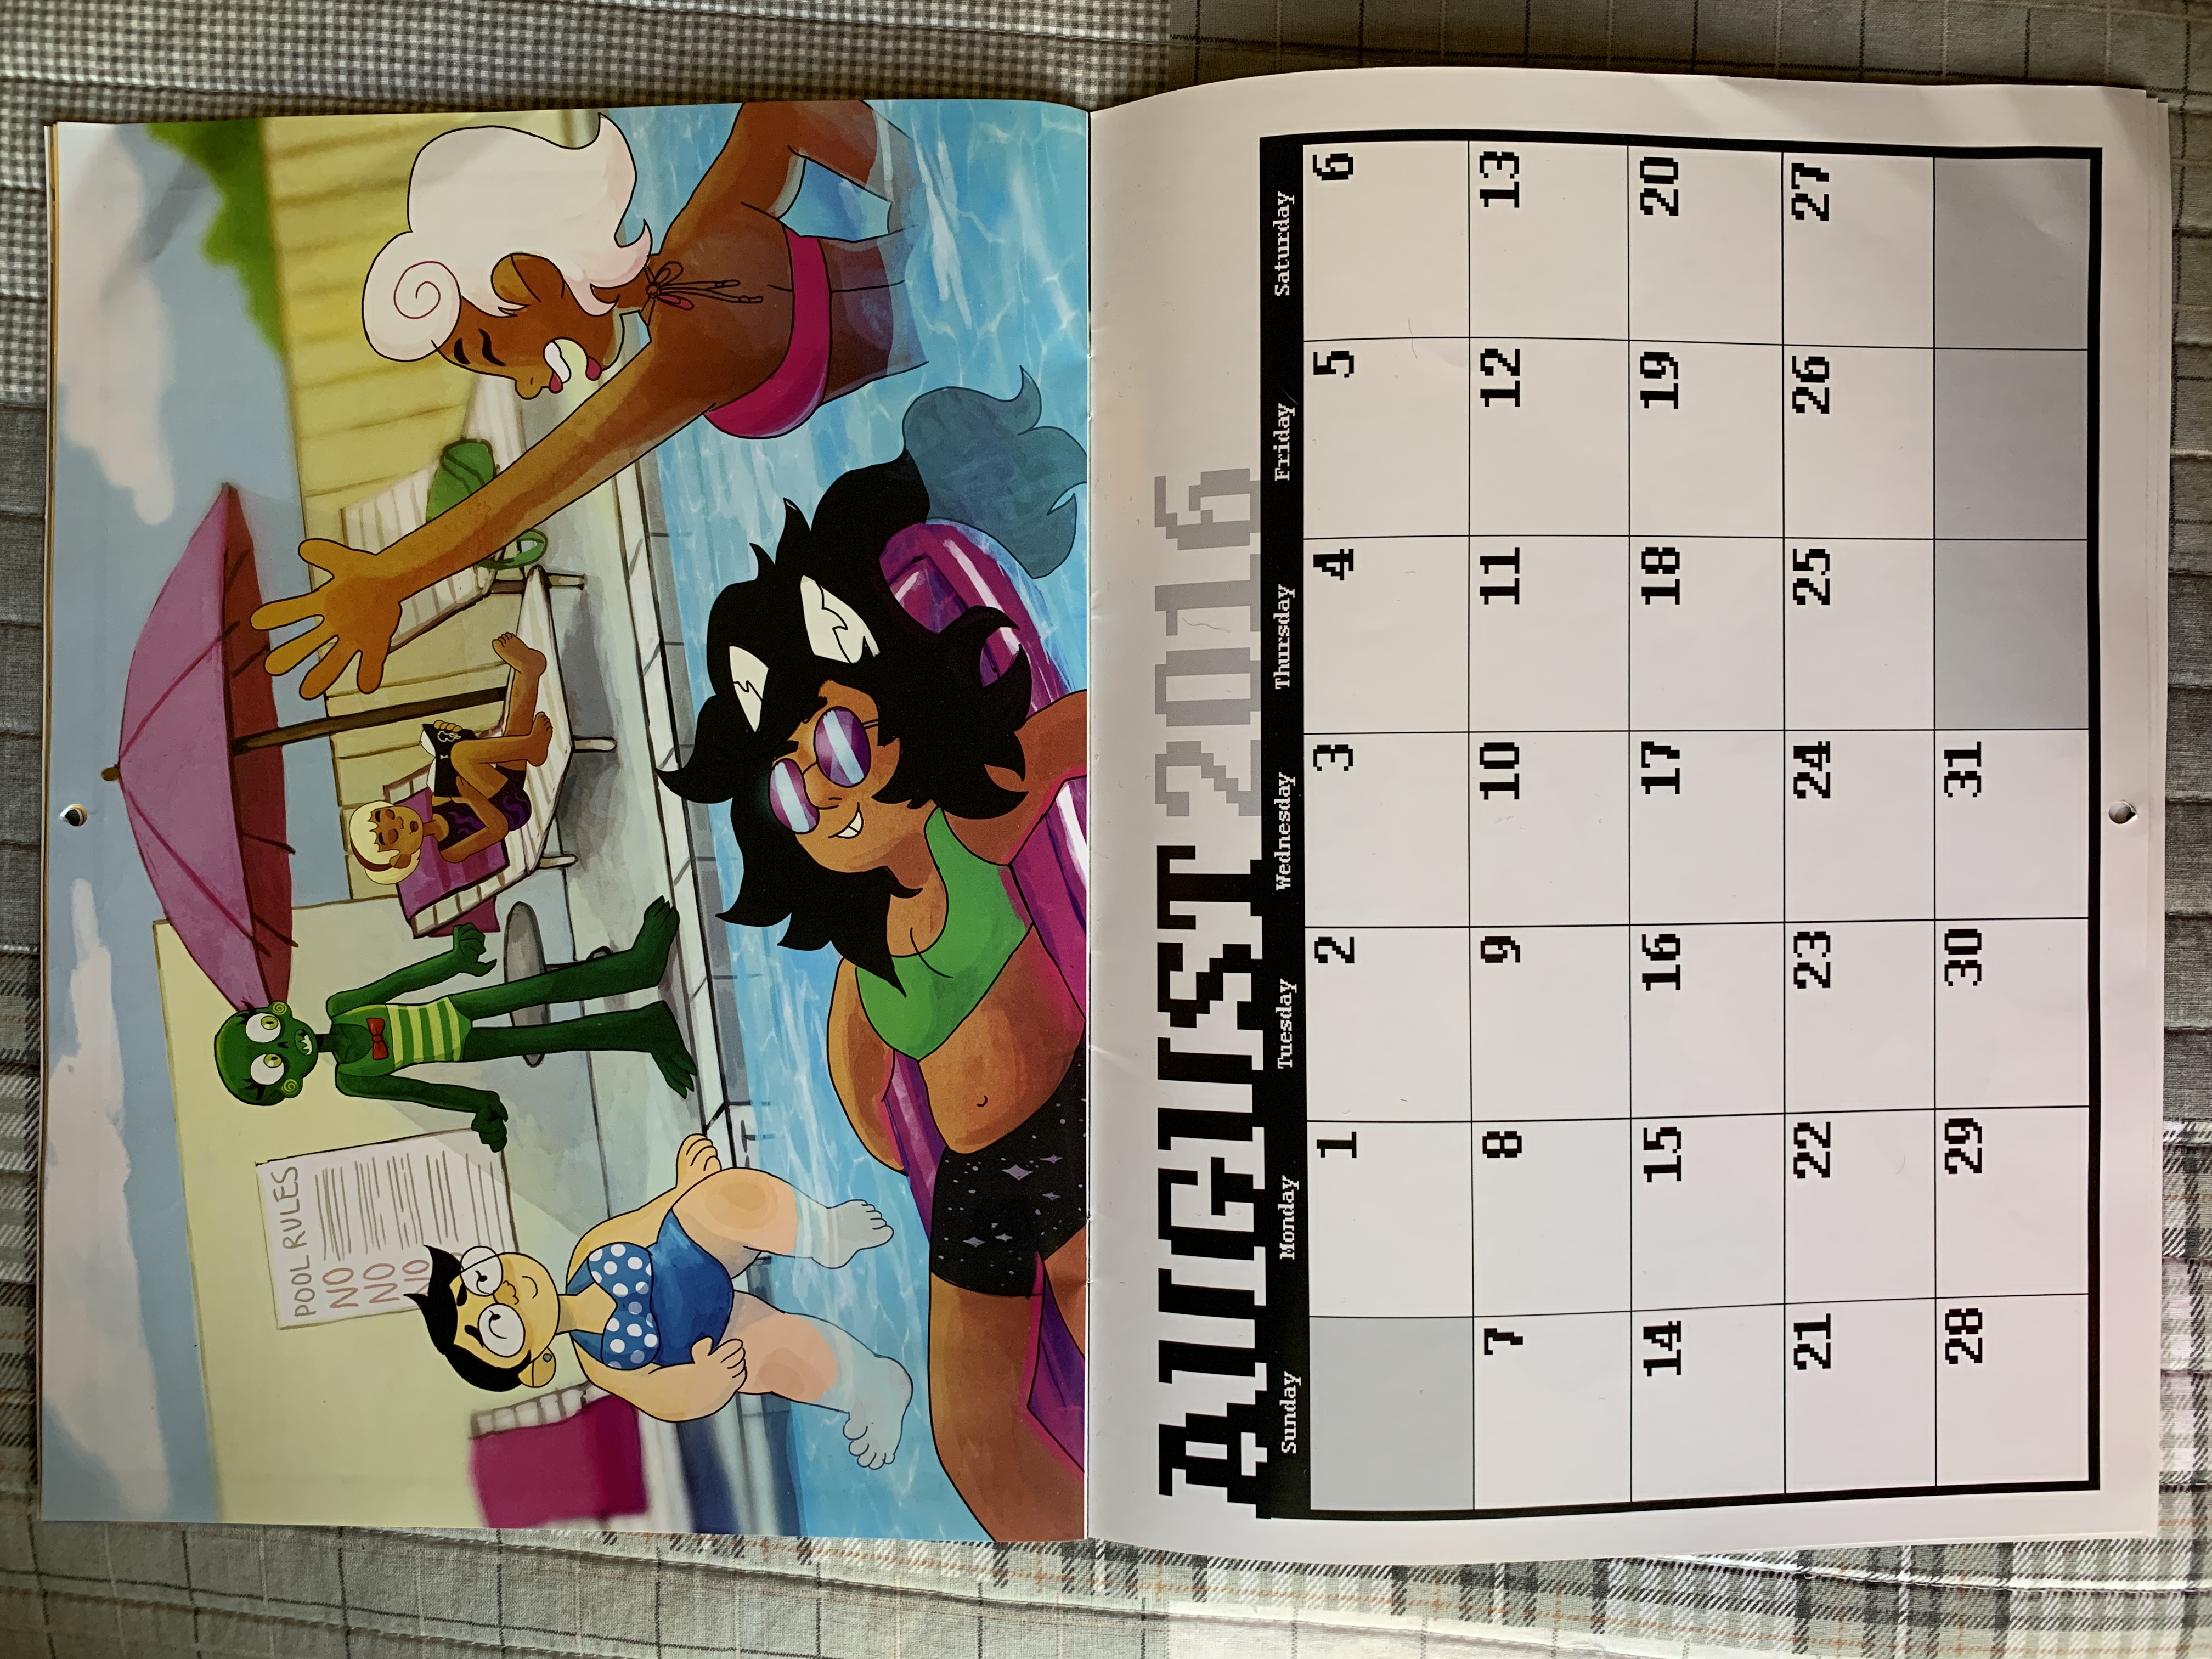 POOL RULES
NO
NO
NO
AUGUST 2016
Sunday Monday Tuesday Wednesday Thursday Friday Saturday
1 2 3 4 5 6
7 8 9 10 11 12 13
14 15 16 17 18 19 20
21 22 23 24 25 26 27
28 29 30 31